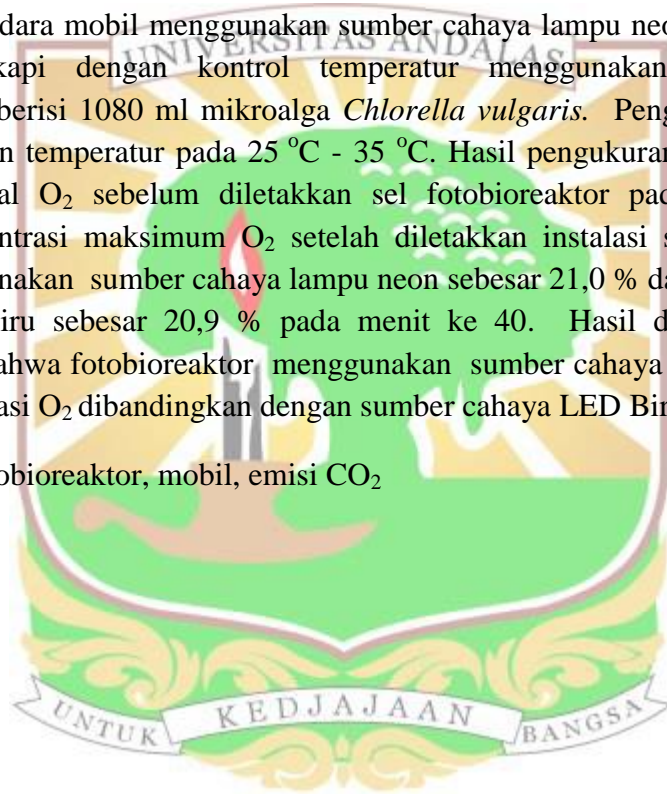 dara mobil menggunakan sumber cahaya lampu neo
UNIVERSITAS ANDALAS
kapi dengan kontrol temperatur menggunakan
berisi 1080 ml mikroalga Chlorella vulgaris. Peng
n temperatur pada 25 °C - 35 °C. Hasil pengukuran
al O₂ sebelum diletakkan sel fotobioreaktor pad
ntrasi maksimum O₂ setelah diletakkan instalasi s
nakan sumber cahaya lampu neon sebesar 21,0 % da
iru sebesar 20,9 % pada menit ke 40. Hasil d
ahwa fotobioreaktor menggunakan sumber cahaya
asi O₂ dibandingkan dengan sumber cahaya LED Bir
obioreaktor, mobil, emisi CO₂
UNTUK KEDJAJAAN BANGSA